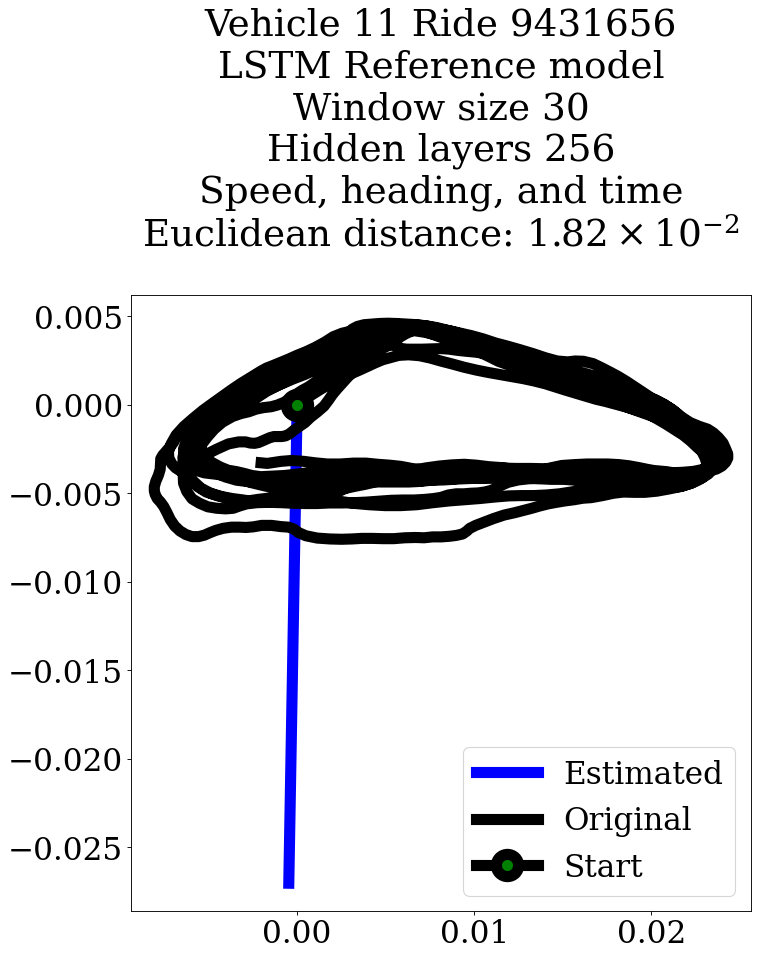 Vehicle 11 Ride 9431656
LSTM Reference model
Window size 30
Hidden layers 256
Speed, heading, and time
Euclidean distance: 1.82 × 10⁻²
0.005
0.000
−0.005
−0.010
−0.015
−0.020
−0.025
Estimated
Original
Start
0.00 0.01 0.02